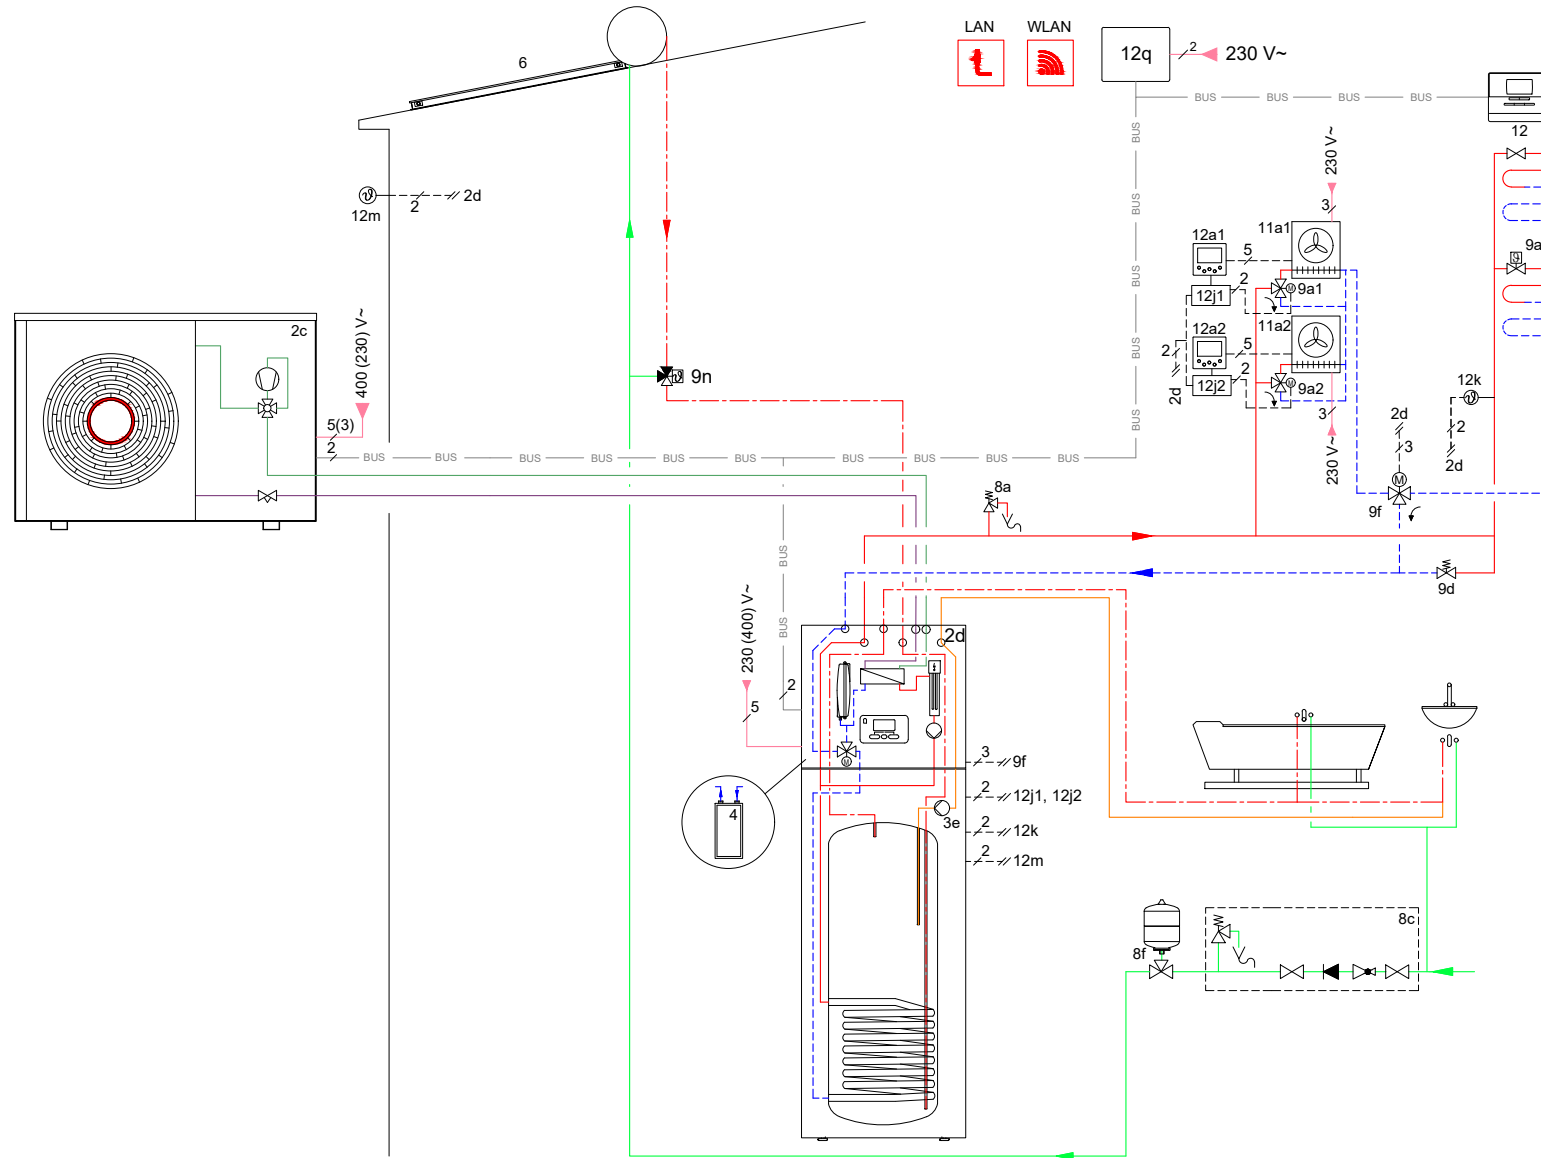 LAN
WLAN
12q
2
230 V~
6
BUS
BUS
BUS
BUS
12
BUS
BUS
BUS
BUS
BUS
230 V~
3
12m
2
2d
12a1
11a1
5
2
12j1
9a1
9a
12a2
11a2
5
2
2
12j2
9a2
2d
3
230 V~
12k
2
2d
2d
3
M
9f
2c
400 (230) V~
5(3)
2
9n
BUS
BUS
BUS
BUS
BUS
BUS
BUS
BUS
BUS
BUS
8a
9d
BUS
BUS
2
230 (400) V~
5
2d
M
3
9f
2
12j1, 12j2
2
12k
2
12m
3e
4
8f
8c